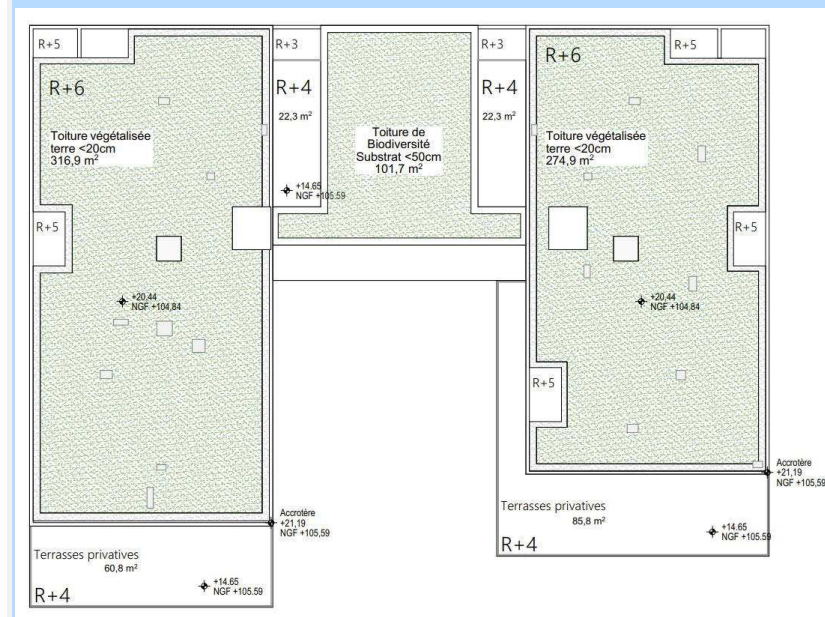 R+5
R+6
Toiture végétalisée
terre <20cm
316,9 m²
R+5
+20,44
NGF +104,84
Accrotère
+21,19
NGF +105,59
Terrasses privatives
60,8 m²
R+4
+14.65
NGF +105.59
R+3
R+4
22,3 m²
+14.65
NGF +105.59
Toiture de
Biodiversité
Substrat <50cm
101,7 m²
R+3
R+4
22,3 m²
R+6
R+5
Toiture végétalisée
terre <20cm
274,9 m²
R+5
+20,44
NGF +104,84
R+5
Accrotère
+21,19
NGF +105,59
Terrasses privatives
85,8 m²
R+4
+14.65
NGF +105.59